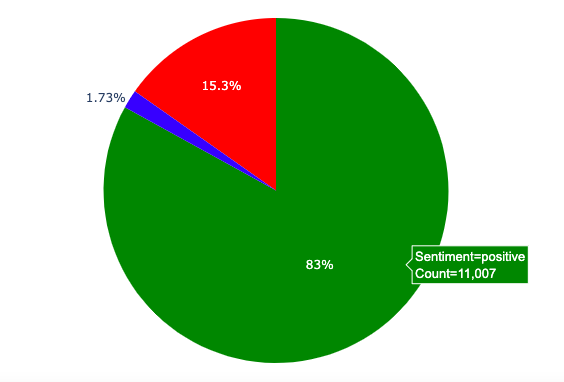 15.3%
1.73%
83%
Sentiment=positive
Count=11,007